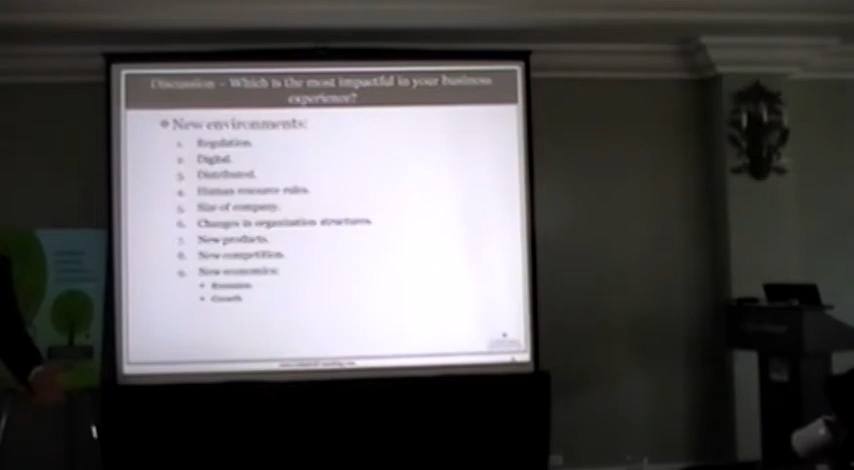 Discussion – Which is the most impactful in your business
experience?
❖ New environments:
1. Regulation.
2. Digital.
3. Distributed.
4. Human resource rules.
5. Size of company.
6. Changes in organization structures.
7. New products.
8. New competition.
9. New economics:
• Recession
• Growth